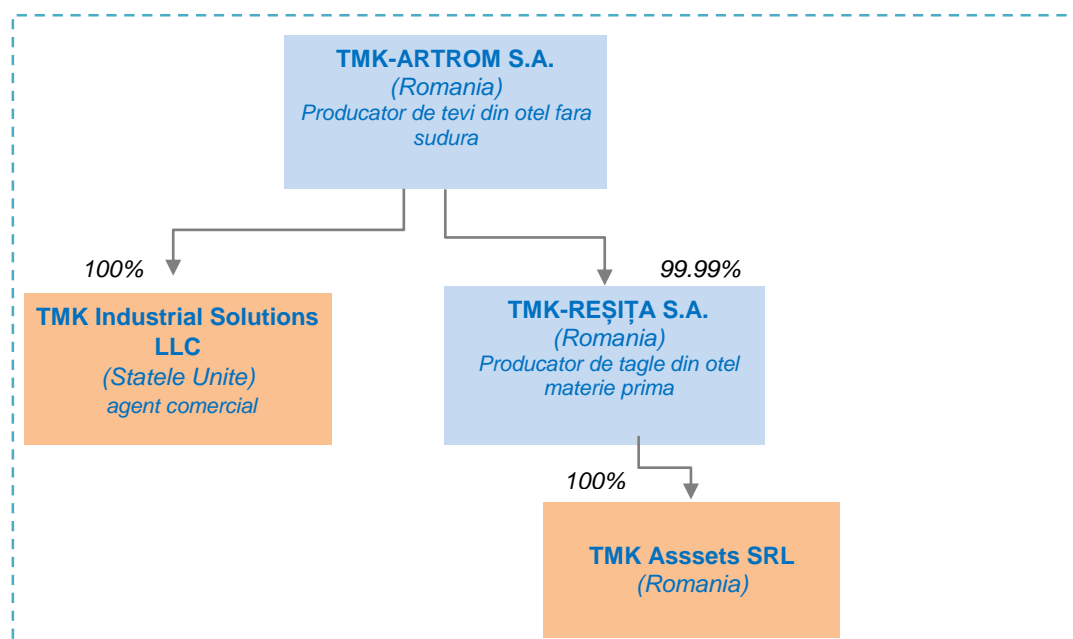 TMK-ARTROM S.A.
(Romania)
Producator de tevi din otel fara
sudura
100%
99.99%
TMK Industrial Solutions
LLC
(Statele Unite)
agent comercial
TMK-REȘIȚA S.A.
(Romania)
Producator de tagle din otel
materie prima
100%
TMK Asssets SRL
(Romania)